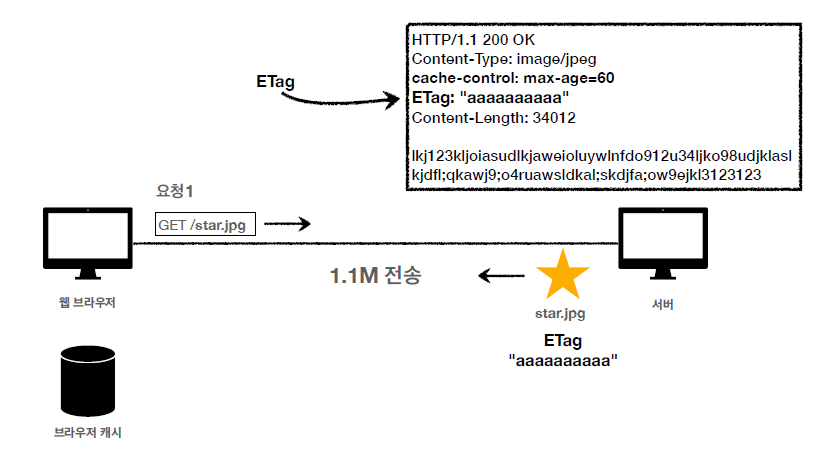 HTTP/1.1 200 OK
Content-Type: image/jpeg
cache-control: max-age=60
ETag: "aaaaaaaaaa"
Content-Length: 34012
lkj123kljoiasudlkjaweioluywlnfdo912u34ljko98udjklasl
kjdfl;qkawj9;o4ruawsldkal;skdjfa;ow9ejkl3123123
ETag
요청1
GET /star.jpg
1.1M 전송
star.jpg
ETag
"aaaaaaaaaa"
웹 브라우저
서버
브라우저 캐시